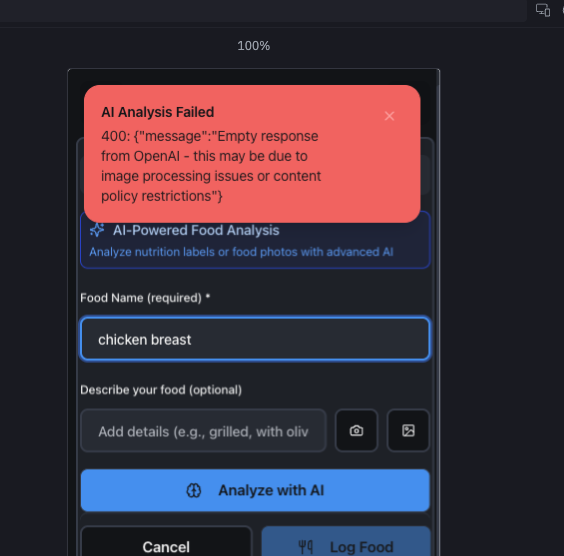 100%
AI Analysis Failed
400: {"message":"Empty response
from OpenAI - this may be due to
image processing issues or content
policy restrictions"}
AI-Powered Food Analysis
Analyze nutrition labels or food photos with advanced AI
Food Name (required) *
chicken breast
Describe your food (optional)
Add details (e.g., grilled, with oliv
Analyze with AI
Cancel
Log Food